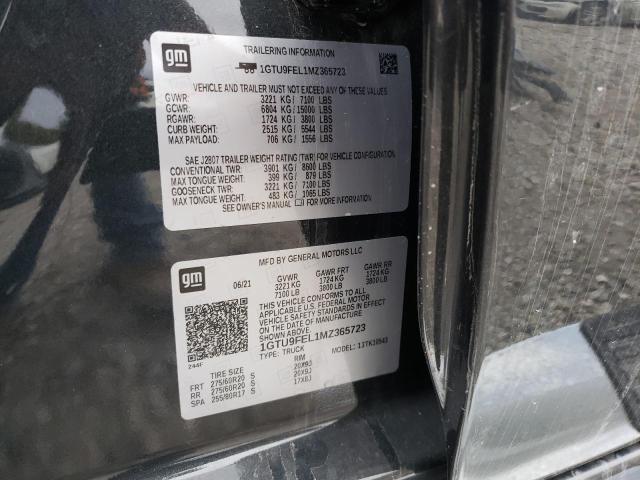 gm
TRAILERING INFORMATION
1GTU9FEL1MZ365723
VEHICLE AND TRAILER MUST NOT EXCEED ANY OF THESE VALUES
GVWR: 3221 KG/ 7100 LBS
GCWR: 6804 KG/15000 LBS
RGAWR: 1724 KG/ 3800 LBS
CURB WEIGHT: 2515 KG/ 5544 LBS
MAX PAYLOAD: 706 KG/ 1556 LBS
SAE J2807 TRAILER WEIGHT RATING (TWR) FOR VEHICLE CONFIGURATION
CONVENTIONAL TWR: 3901 KG/ 8600 LBS
MAX TONGUE WEIGHT: 399 KG/ 879 LBS
GOOSENECK TWR: 3221 KG/ 7100 LBS
MAX TONGUE WEIGHT: 483 KG/ 1065 LBS
SEE OWNER'S MANUAL FOR MORE INFORMATION
gm
MFD BY GENERAL MOTORS LLC
06/21 GVWR GAWR FRT GAWR RR
3221 KG 1724 KG 1724 KG
7100 LB 3800 LB 3800 LB
THIS VEHICLE CONFORMS TO ALL
APPLICABLE U.S. FEDERAL MOTOR
VEHICLE SAFETY STANDARDS IN EFFECT
ON THE DATE OF MANUFACTURE
SHOWN ABOVE.
1GTU9FEL1MZ365723
TYPE: TRUCK MODEL: 1JTK10543
244F
TIRE SIZE RIM
FRT 275/60R20 S 20X9J
RR 275/60R20 S 20X9J
SPA 255/80R17 S 17X8J